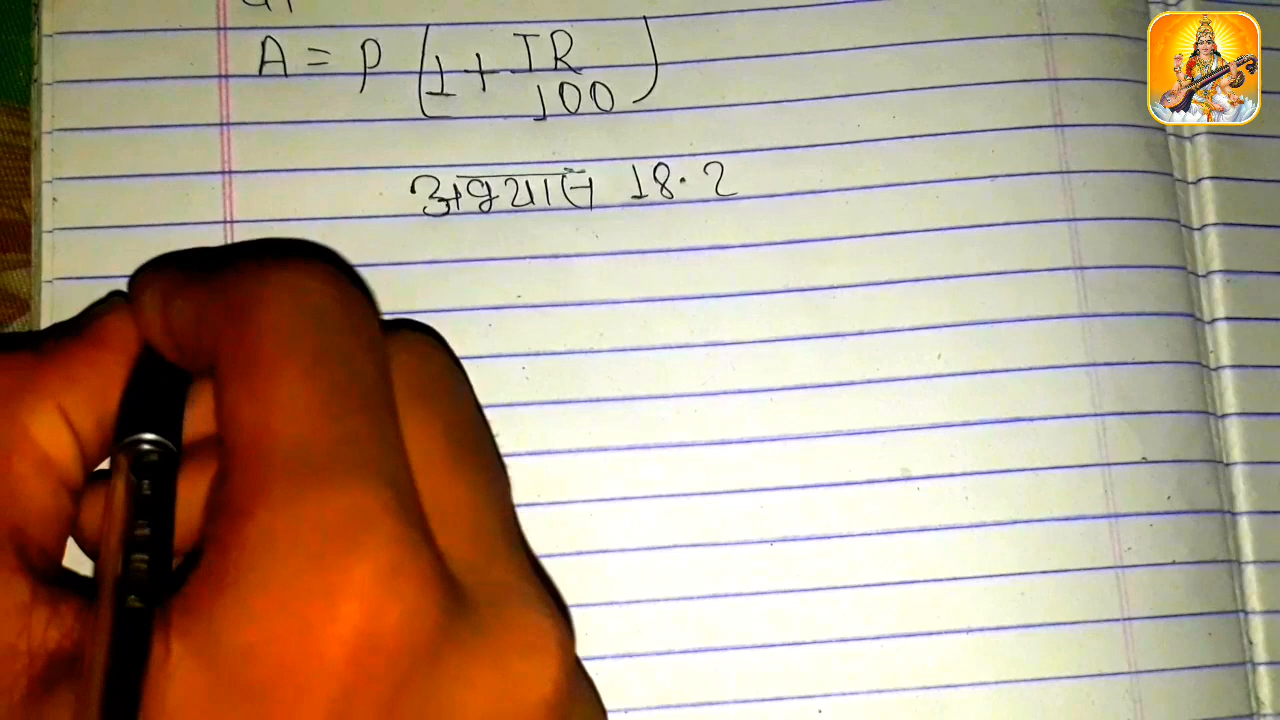 A = P (1 + TR / 100)
अभ्यास 18.2